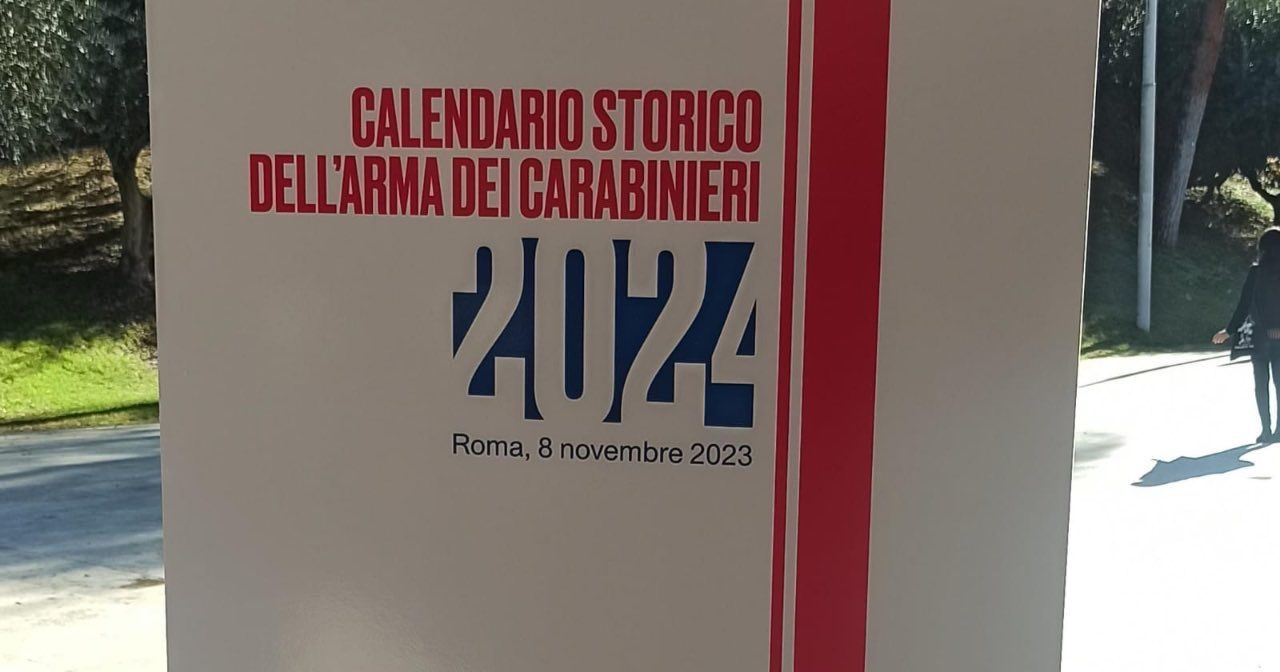 CALENDARIO STORICO
DELL'ARMA DEI CARABINIERI
2024
Roma, 8 novembre 2023